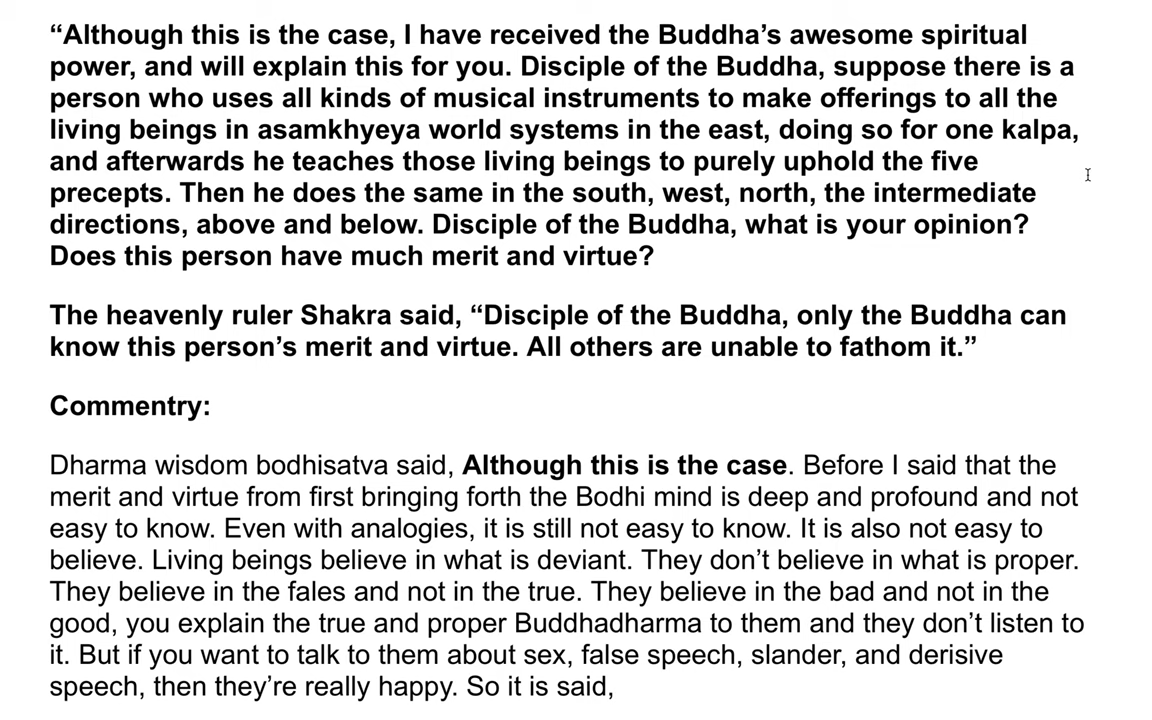 “Although this is the case, I have received the Buddha’s awesome spiritual
power, and will explain this for you. Disciple of the Buddha, suppose there is a
person who uses all kinds of musical instruments to make offerings to all the
living beings in asamkhyeya world systems in the east, doing so for one kalpa,
and afterwards he teaches those living beings to purely uphold the five
precepts. Then he does the same in the south, west, north, the intermediate
directions, above and below. Disciple of the Buddha, what is your opinion?
Does this person have much merit and virtue?
The heavenly ruler Shakra said, “Disciple of the Buddha, only the Buddha can
know this person’s merit and virtue. All others are unable to fathom it.”
Commentry:
Dharma wisdom bodhisatva said, Although this is the case. Before I said that the
merit and virtue from first bringing forth the Bodhi mind is deep and profound and not
easy to know. Even with analogies, it is still not easy to know. It is also not easy to
believe. Living beings believe in what is deviant. They don’t believe in what is proper.
They believe in the fales and not in the true. They believe in the bad and not in the
good, you explain the true and proper Buddhadharma to them and they don’t listen to
it. But if you want to talk to them about sex, false speech, slander, and derisive
speech, then they’re really happy. So it is said,